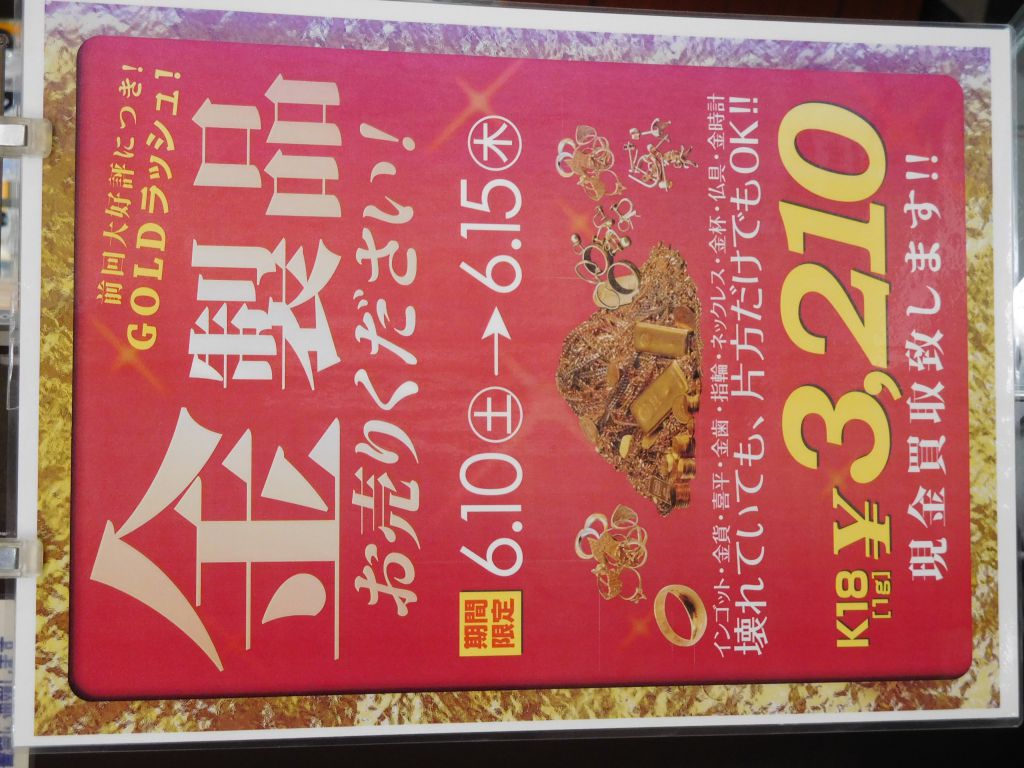 前回大好評につき!
GOLDラッシュ!
金製品
お売りください!
期間限定
6.10(土)→6.15(木)
インゴット・金貨・喜平・金歯・指輪・ネックレス・金杯・仏具・金時計
壊れていても、片方だけでもOK!!
K18[1g]¥3,210
現金買取致します!!